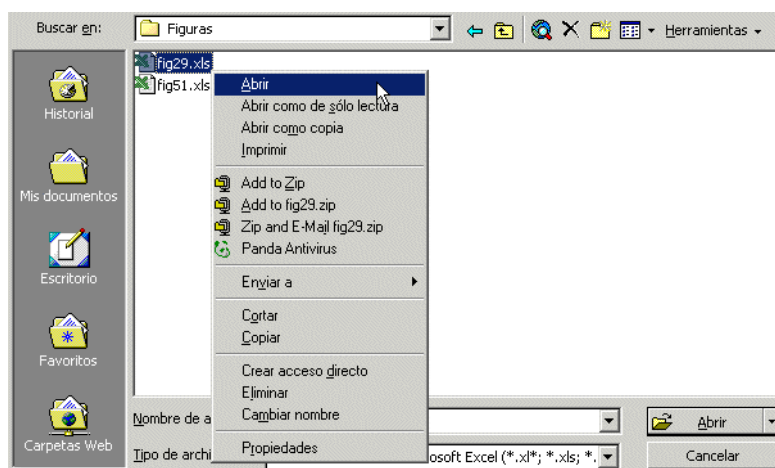 Buscar en:
Figuras
Herramientas
fig29.xls
fig51.xls
Historial
Mis documentos
Escritorio
Favoritos
Carpetas Web
Abrir
Abrir como de sólo lectura
Abrir como copia
Imprimir
Add to Zip
Add to fig29.zip
Zip and E-Mail fig29.zip
Panda Antivirus
Enviar a
Cortar
Copiar
Crear acceso directo
Eliminar
Cambiar nombre
Propiedades
Nombre de a
Abrir
Tipo de archi
osoft Excel (*.xl*; *.xls; *.
Cancelar